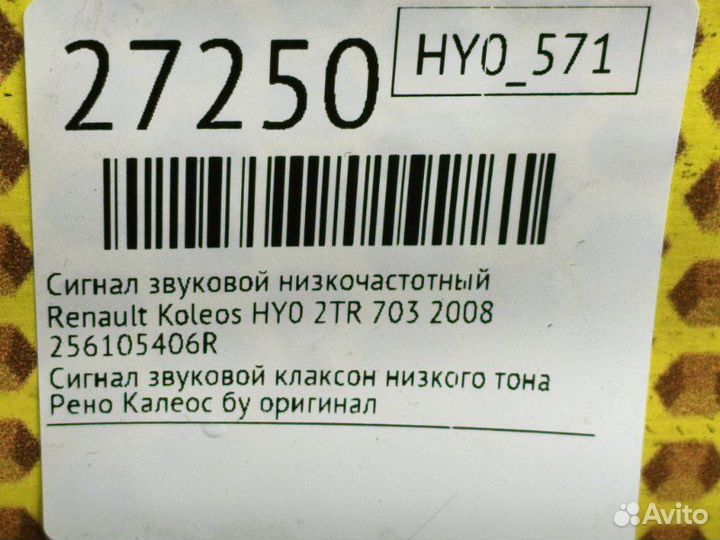 27250
HY0_571
Сигнал звуковой низкочастотный
Renault Koleos HY0 2TR 703 2008
256105406R
Сигнал звуковой клаксон низкого тона
Рено Калеос бу оригинал
Avito